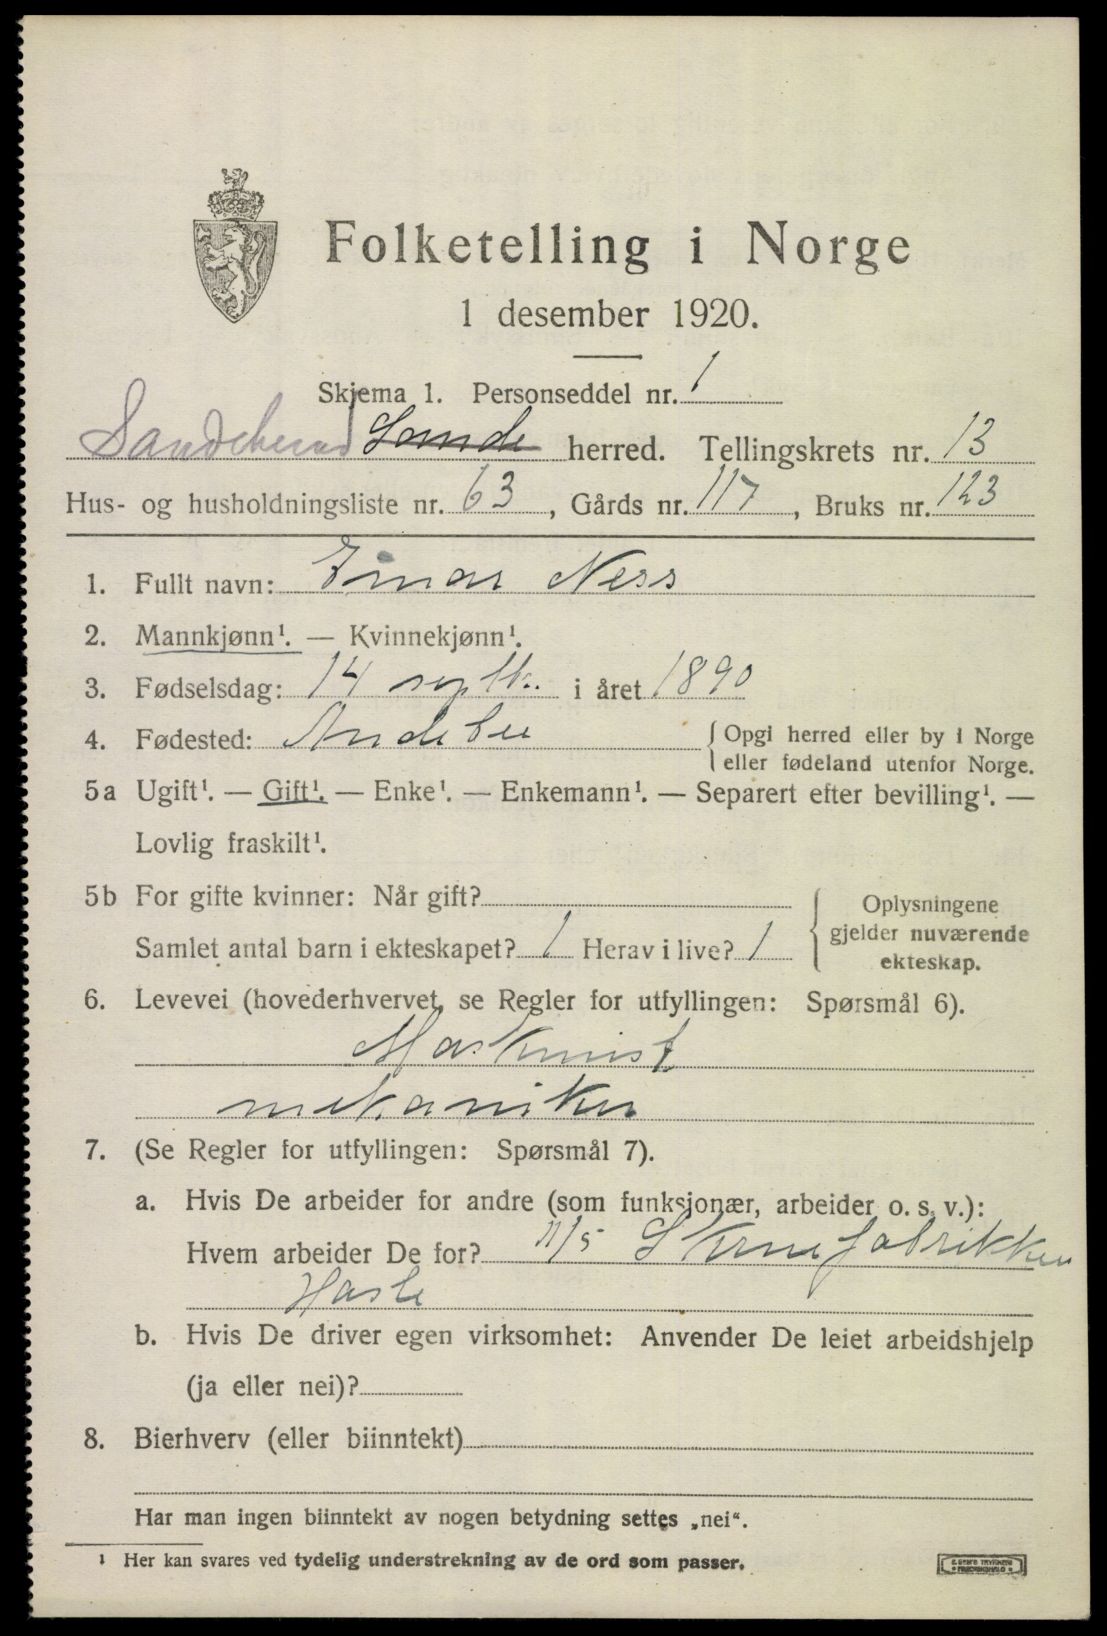 Folketelling i Norge
1 desember 1920.
Skjema 1. Personseddel nr. 1
Sandeherred Sande herred. Tellingskrets nr. 13
Hus- og husholdningsliste nr. 63, Gårds nr. 117, Bruks nr. 123
1. Fullt navn: Einar Ness
2. Mannkjønn¹. — Kvinnekjønn¹.
3. Fødselsdag: 14 septb. i året 1890
4. Fødested: Andebu { Opgi herred eller by i Norge
eller fødeland utenfor Norge.
5a Ugift¹. — Gift¹. — Enke¹. — Enkemann¹. — Separert efter bevilling¹. —
Lovlig fraskilt¹.
5b For gifte kvinner: Når gift?
Samlet antal barn i ekteskapet? 1 Herav i live? 1
{ Oplysningene
gjelder nuværende
ekteskap.
6. Levevei (hovederhvervet, se Regler for utfyllingen: Spørsmål 6).
Maskinist
mekaniker
7. (Se Regler for utfyllingen: Spørsmål 7).
a. Hvis De arbeider for andre (som funksjonær, arbeider o. s. v.):
Hvem arbeider De for? fabrikken
Hasle
b. Hvis De driver egen virksomhet: Anvender De leiet arbeidshjelp
(ja eller nei)?
8. Bierhverv (eller biinntekt)
Har man ingen biinntekt av nogen betydning settes „nei“.
¹ Her kan svares ved tydelig understrekning av de ord som passer.